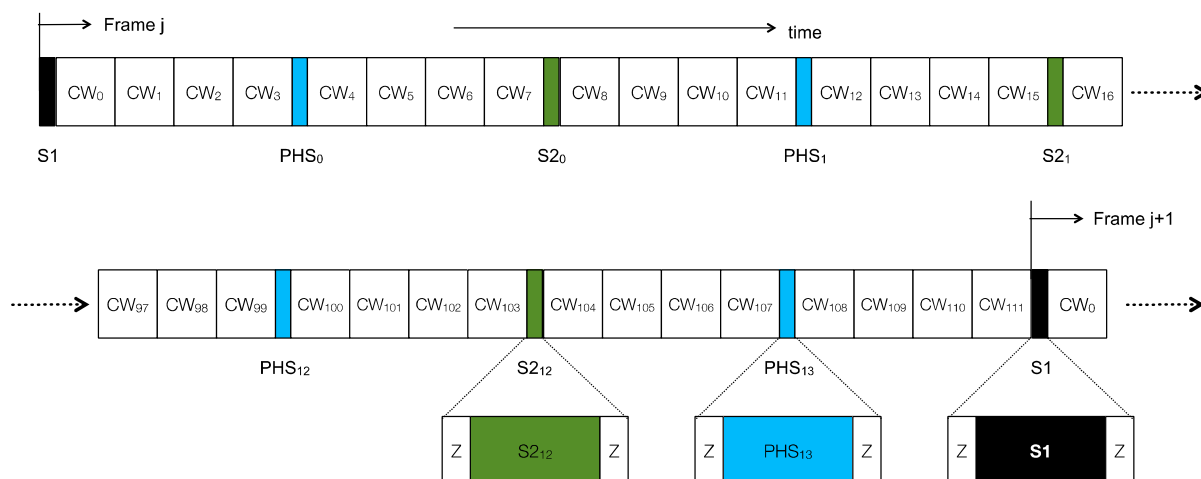 Frame j
time
CW₀ CW₁ CW₂ CW₃ CW₄ CW₅ CW₆ CW₇ CW₈ CW₉ CW₁₀ CW₁₁ CW₁₂ CW₁₃ CW₁₄ CW₁₅ CW₁₆
S1 PHS₀ S2₀ PHS₁ S2₁
Frame j+1
CW₉₇ CW₉₈ CW₉₉ CW₁₀₀ CW₁₀₁ CW₁₀₂ CW₁₀₃ CW₁₀₄ CW₁₀₅ CW₁₀₆ CW₁₀₇ CW₁₀₈ CW₁₀₉ CW₁₁₀ CW₁₁₁ CW₀
PHS₁₂ S2₁₂ PHS₁₃ S1
Z S2₁₂ Z Z PHS₁₃ Z Z S1 Z